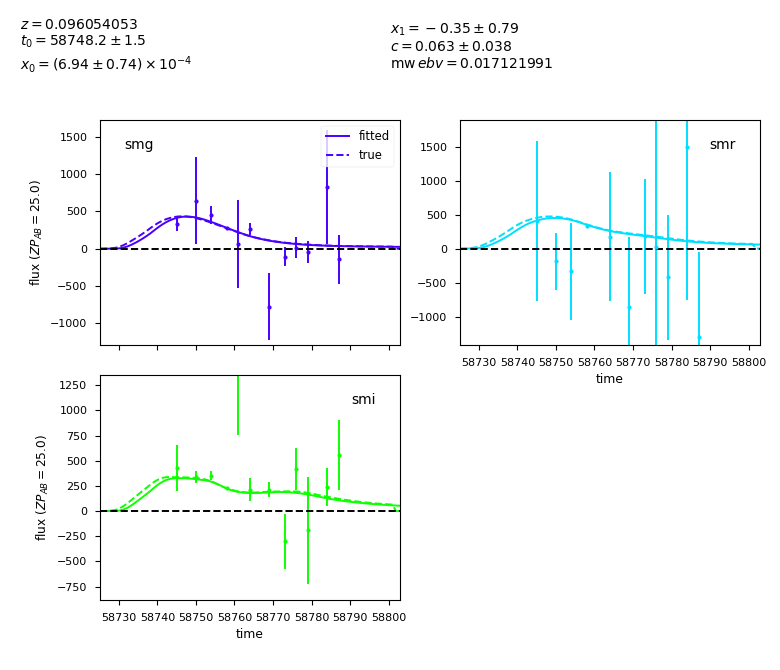 z = 0.096054053
t₀ = 58748.2 ± 1.5
x₀ = (6.94 ± 0.74) × 10⁻⁴
x₁ = −0.35 ± 0.79
c = 0.063 ± 0.038
mw ebv = 0.017121991
smg
fitted
true
1500
1000
500
0
−500
−1000
flux (ZP_AB = 25.0)
smr
1500
1000
500
0
−500
−1000
58730 58740 58750 58760 58770 58780 58790 58800
time
smi
1250
1000
750
500
250
0
−250
−500
−750
flux (ZP_AB = 25.0)
58730 58740 58750 58760 58770 58780 58790 58800
time